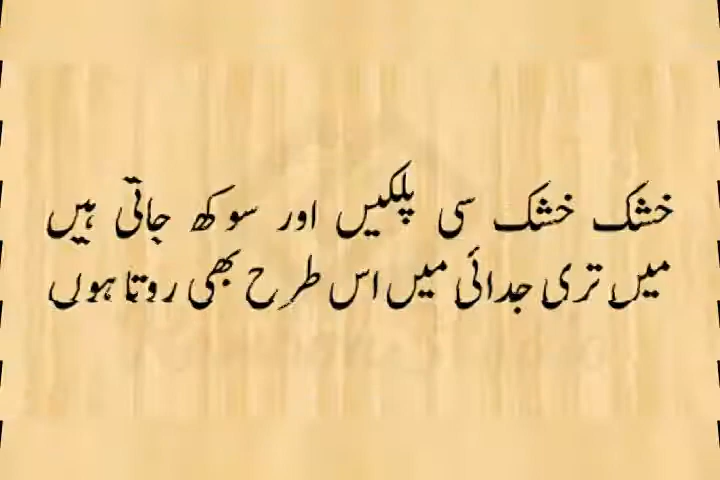 خشک خشک سی پلکیں اور سوکھ جاتی ہیں
میں تری جدائی میں اس طرح بھی روتا ہوں